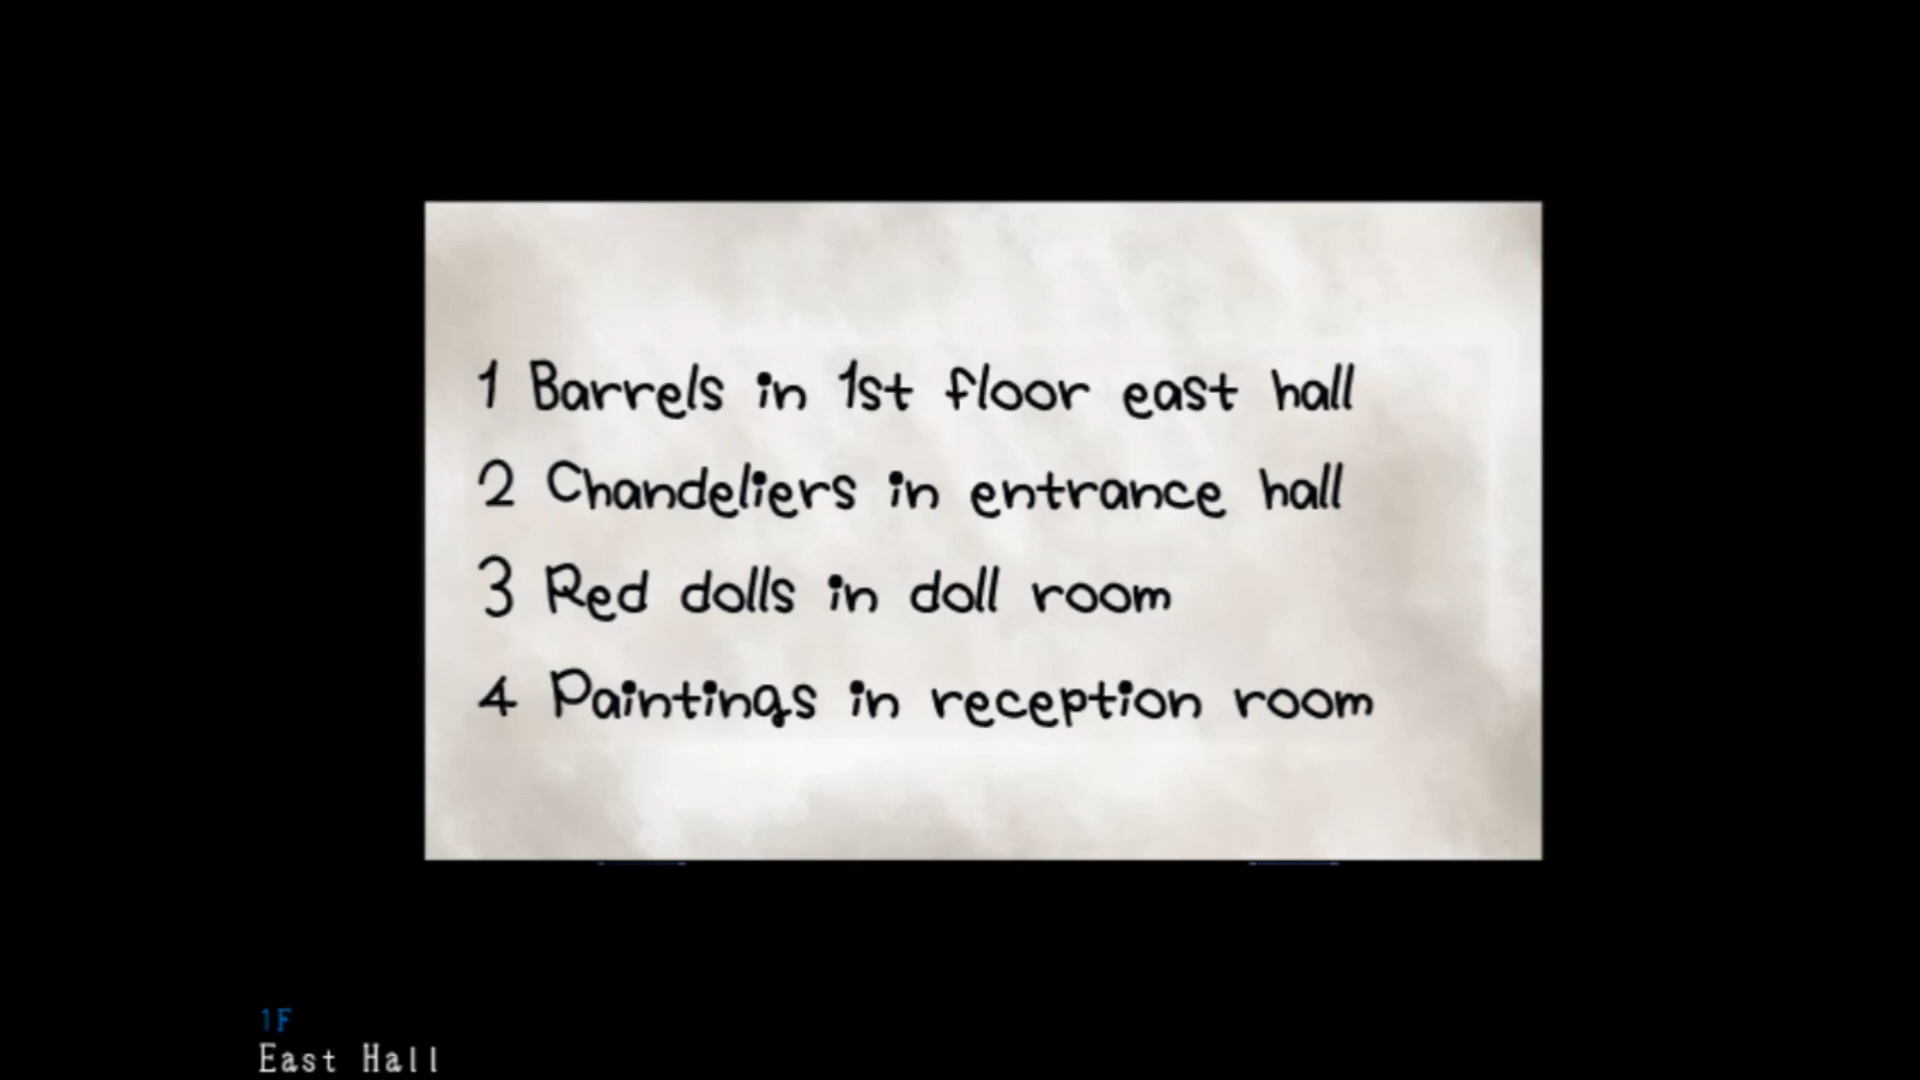 1 Barrels in 1st floor east hall
2 Chandeliers in entrance hall
3 Red dolls in doll room
4 Paintings in reception room
1F
East Hall